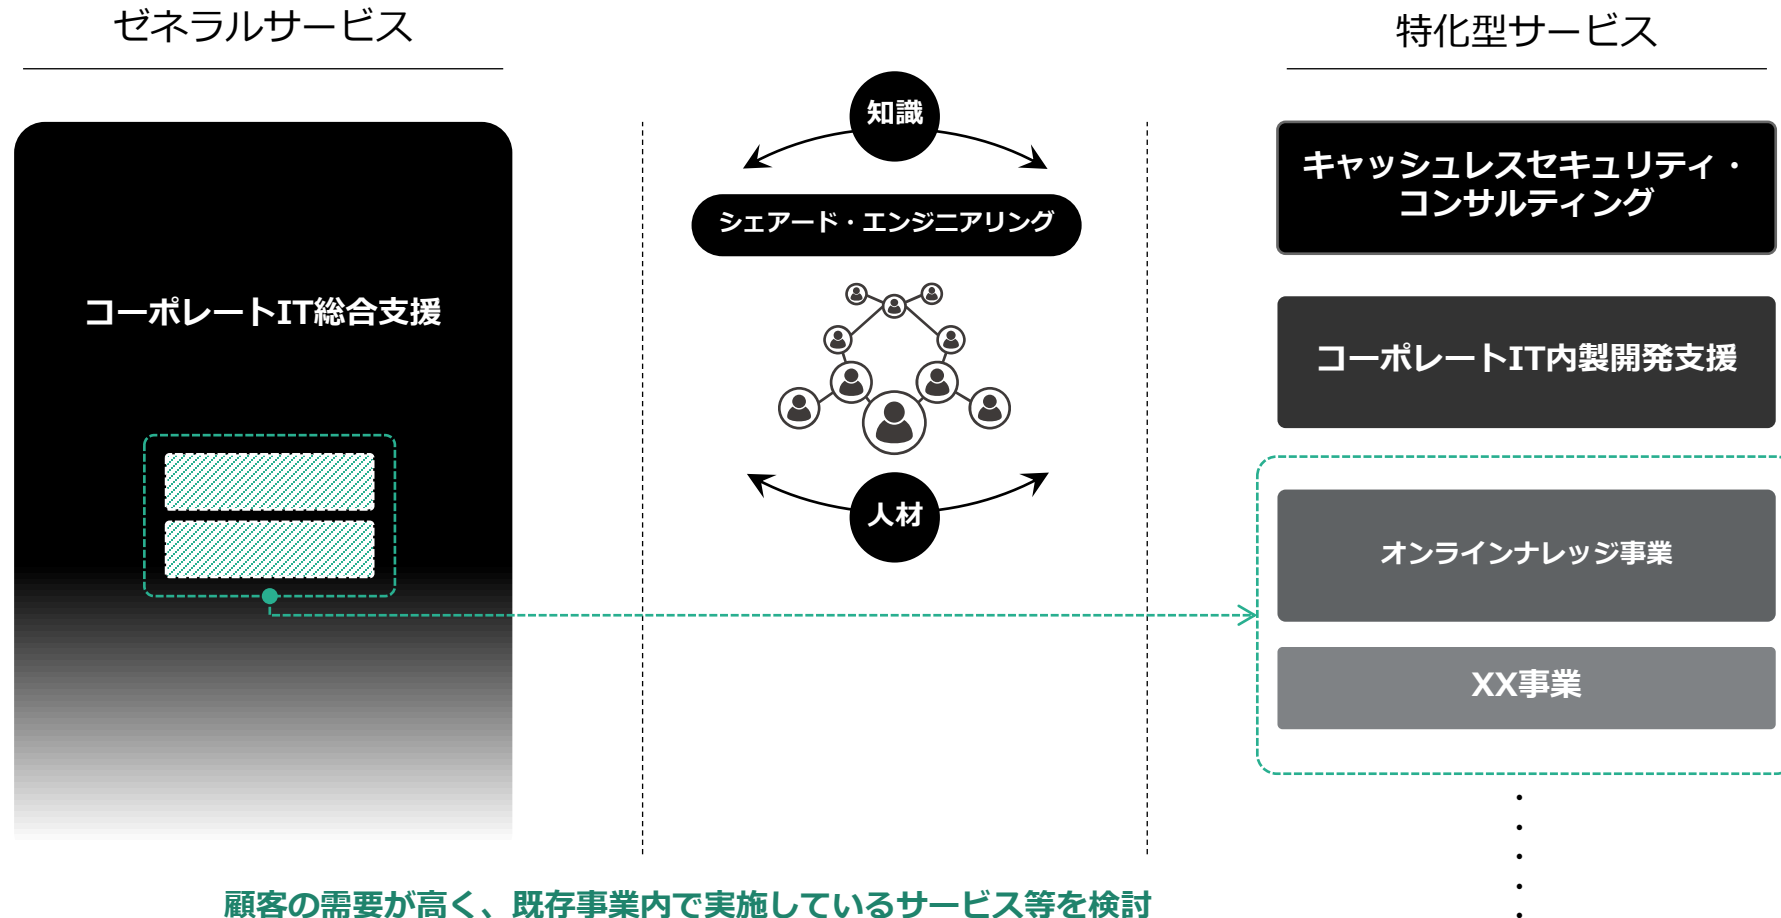 ゼネラルサービス
特化型サービス
知識
シェアード・エンジニアリング
人材
コーポレートIT総合支援
キャッシュレスセキュリティ・
コンサルティング
コーポレートIT内製開発支援
オンラインナレッジ事業
XX事業
顧客の需要が高く、既存事業内で実施しているサービス等を検討